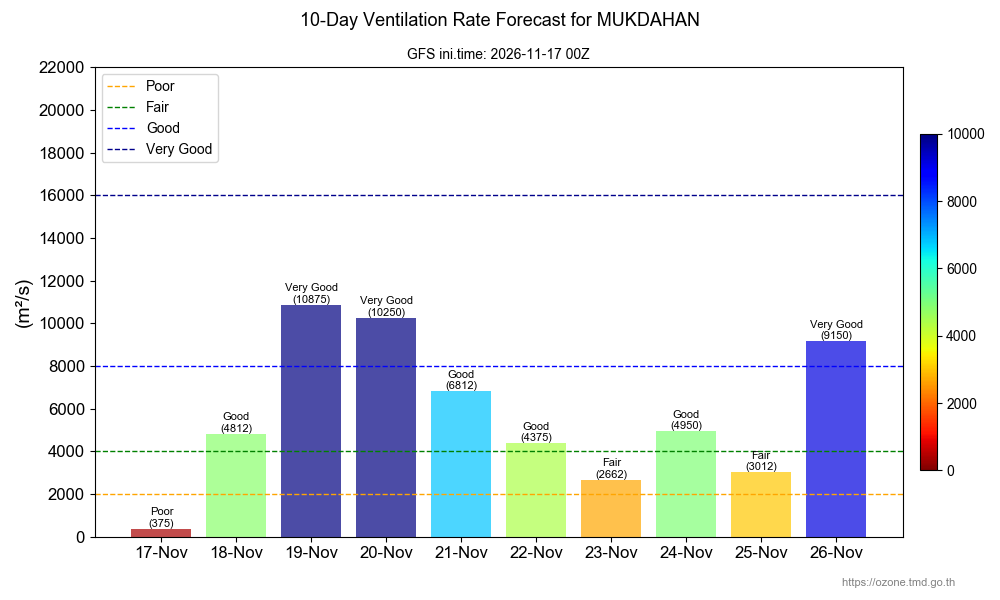 10-Day Ventilation Rate Forecast for MUKDAHAN
GFS ini.time: 2026-11-17 00Z
(m²/s)
22000
20000
18000
16000
14000
12000
10000
8000
6000
4000
2000
0
Poor
Fair
Good
Very Good
Poor
(375)
Good
(4812)
Very Good
(10875)
Very Good
(10250)
Good
(6812)
Good
(4375)
Fair
(2662)
Good
(4950)
Fair
(3012)
Very Good
(9150)
17-Nov
18-Nov
19-Nov
20-Nov
21-Nov
22-Nov
23-Nov
24-Nov
25-Nov
26-Nov
10000
8000
6000
4000
2000
0
https://ozone.tmd.go.th